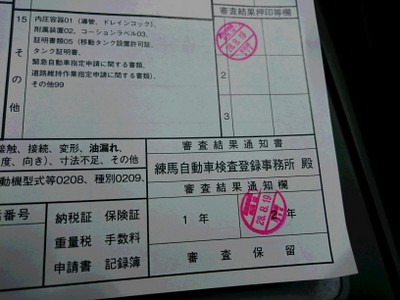 審査結果押印等欄
15
その他
内圧容器01（導管、ドレインコック）、
附属装置02、コーションラベル03、
証明書類05（移動タンク設置許可証、
タンク証明書、
緊急自動車指定申請に関する書類、
道路維持作業指定申請に関する書類）、
その他99
2
3
26.8.19
接触、接続、変形、油漏れ、
度、向き）、寸法不足、その他
動機型式等0208、種別0209、
審査結果通知書
練馬自動車検査登録事務所 殿
審査結果通知欄
1 年
2 年
26.8.19
番号
納税証 保険証
重量税 手数料
申請書 記録簿
審査保留